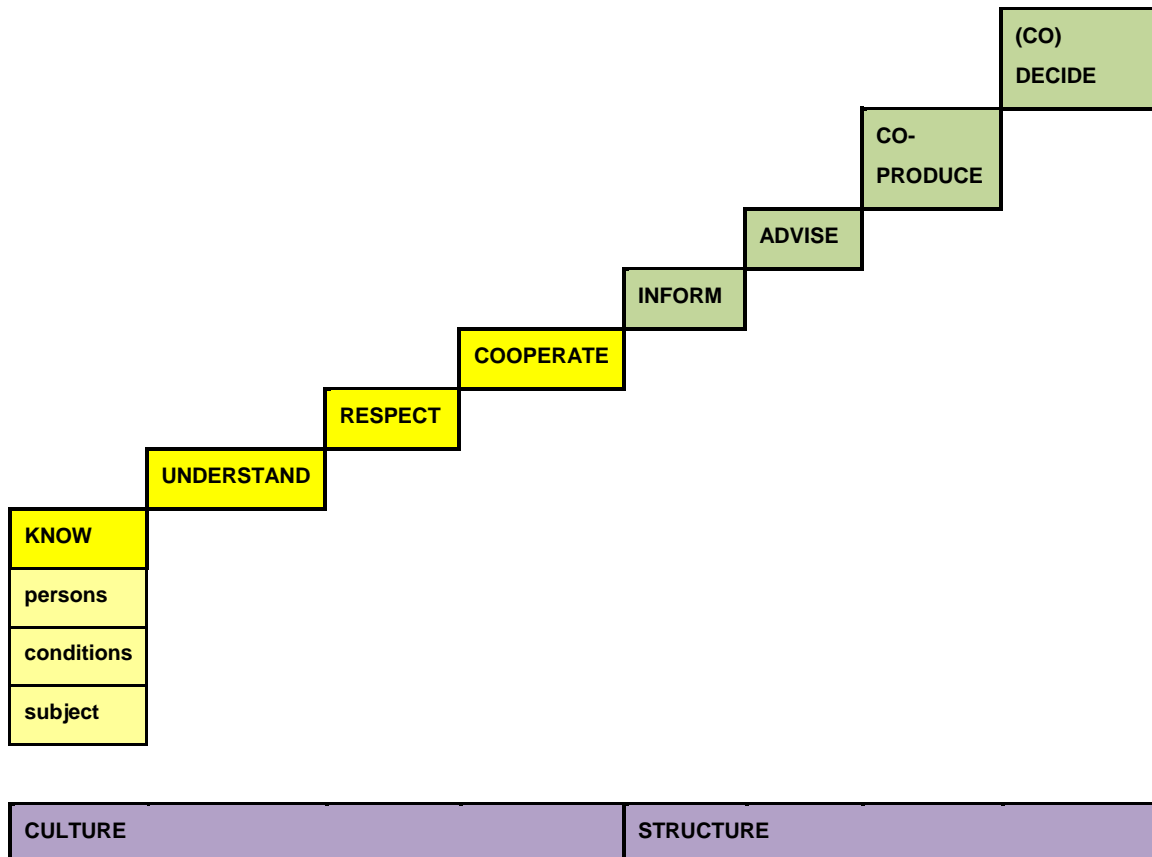 (CO)
DECIDE
CO-
PRODUCE
ADVISE
INFORM
COOPERATE
RESPECT
UNDERSTAND
KNOW
persons
conditions
subject
CULTURE
STRUCTURE